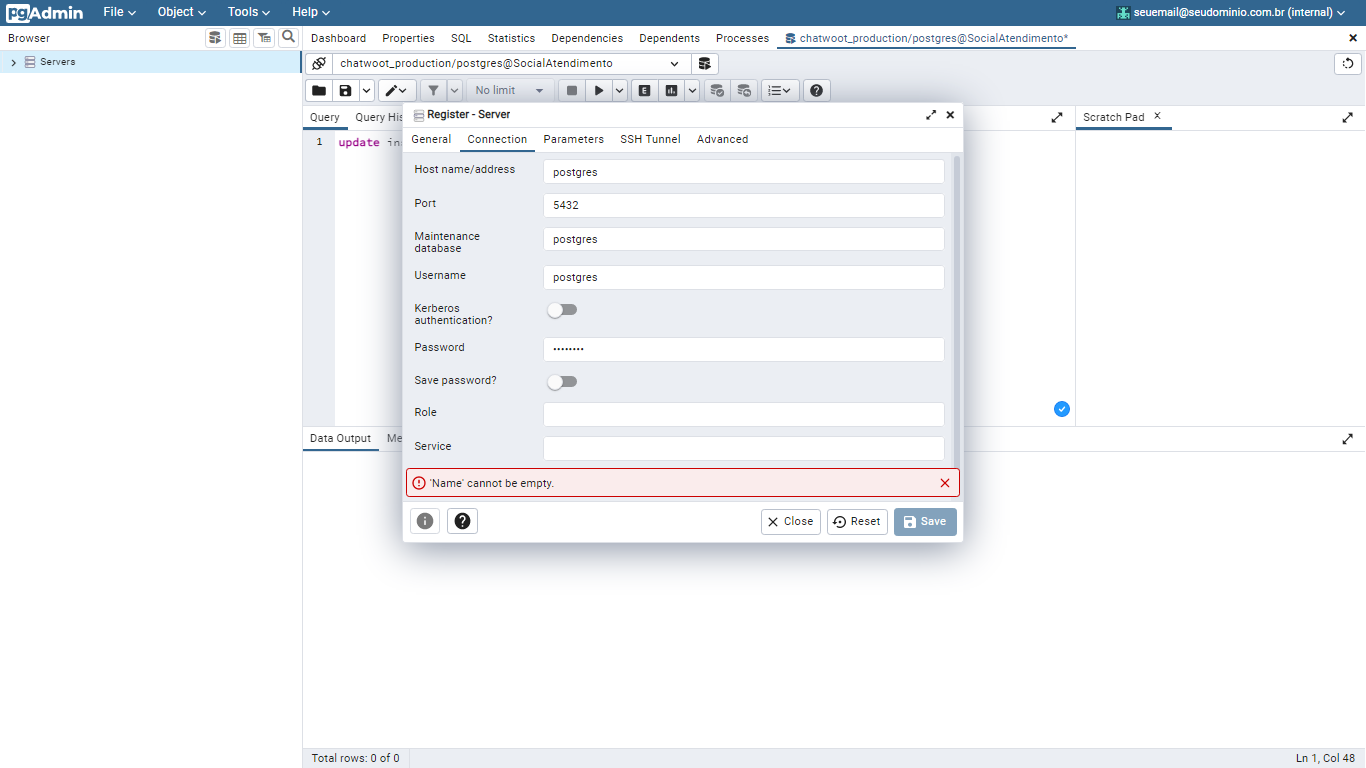 pgAdmin File Object Tools Help seuemail@seudominio.com.br (internal)
Browser
Dashboard Properties SQL Statistics Dependencies Dependents Processes chatwoot_production/postgres@SocialAtendimento*
Servers
chatwoot_production/postgres@SocialAtendimento
No limit
Query Query His
Scratch Pad
1 update in
Register - Server
General Connection Parameters SSH Tunnel Advanced
Host name/address postgres
Port 5432
Maintenance
database
postgres
Username postgres
Kerberos
authentication?
Password ••••••••
Save password?
Role
Service
'Name' cannot be empty.
Close Reset Save
Data Output Me
Total rows: 0 of 0
Ln 1, Col 48